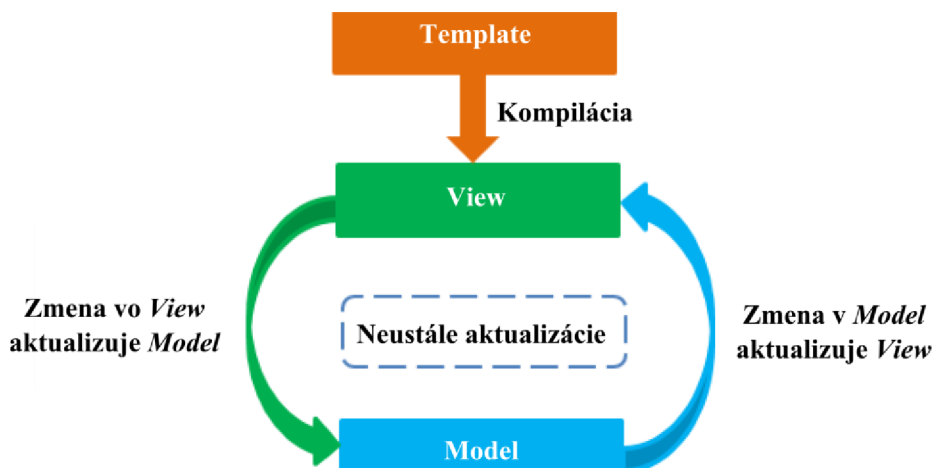 Template
Kompilácia
View
Zmena vo View
aktualizuje Model
Neustále aktualizácie
Zmena v Model
aktualizuje View
Model